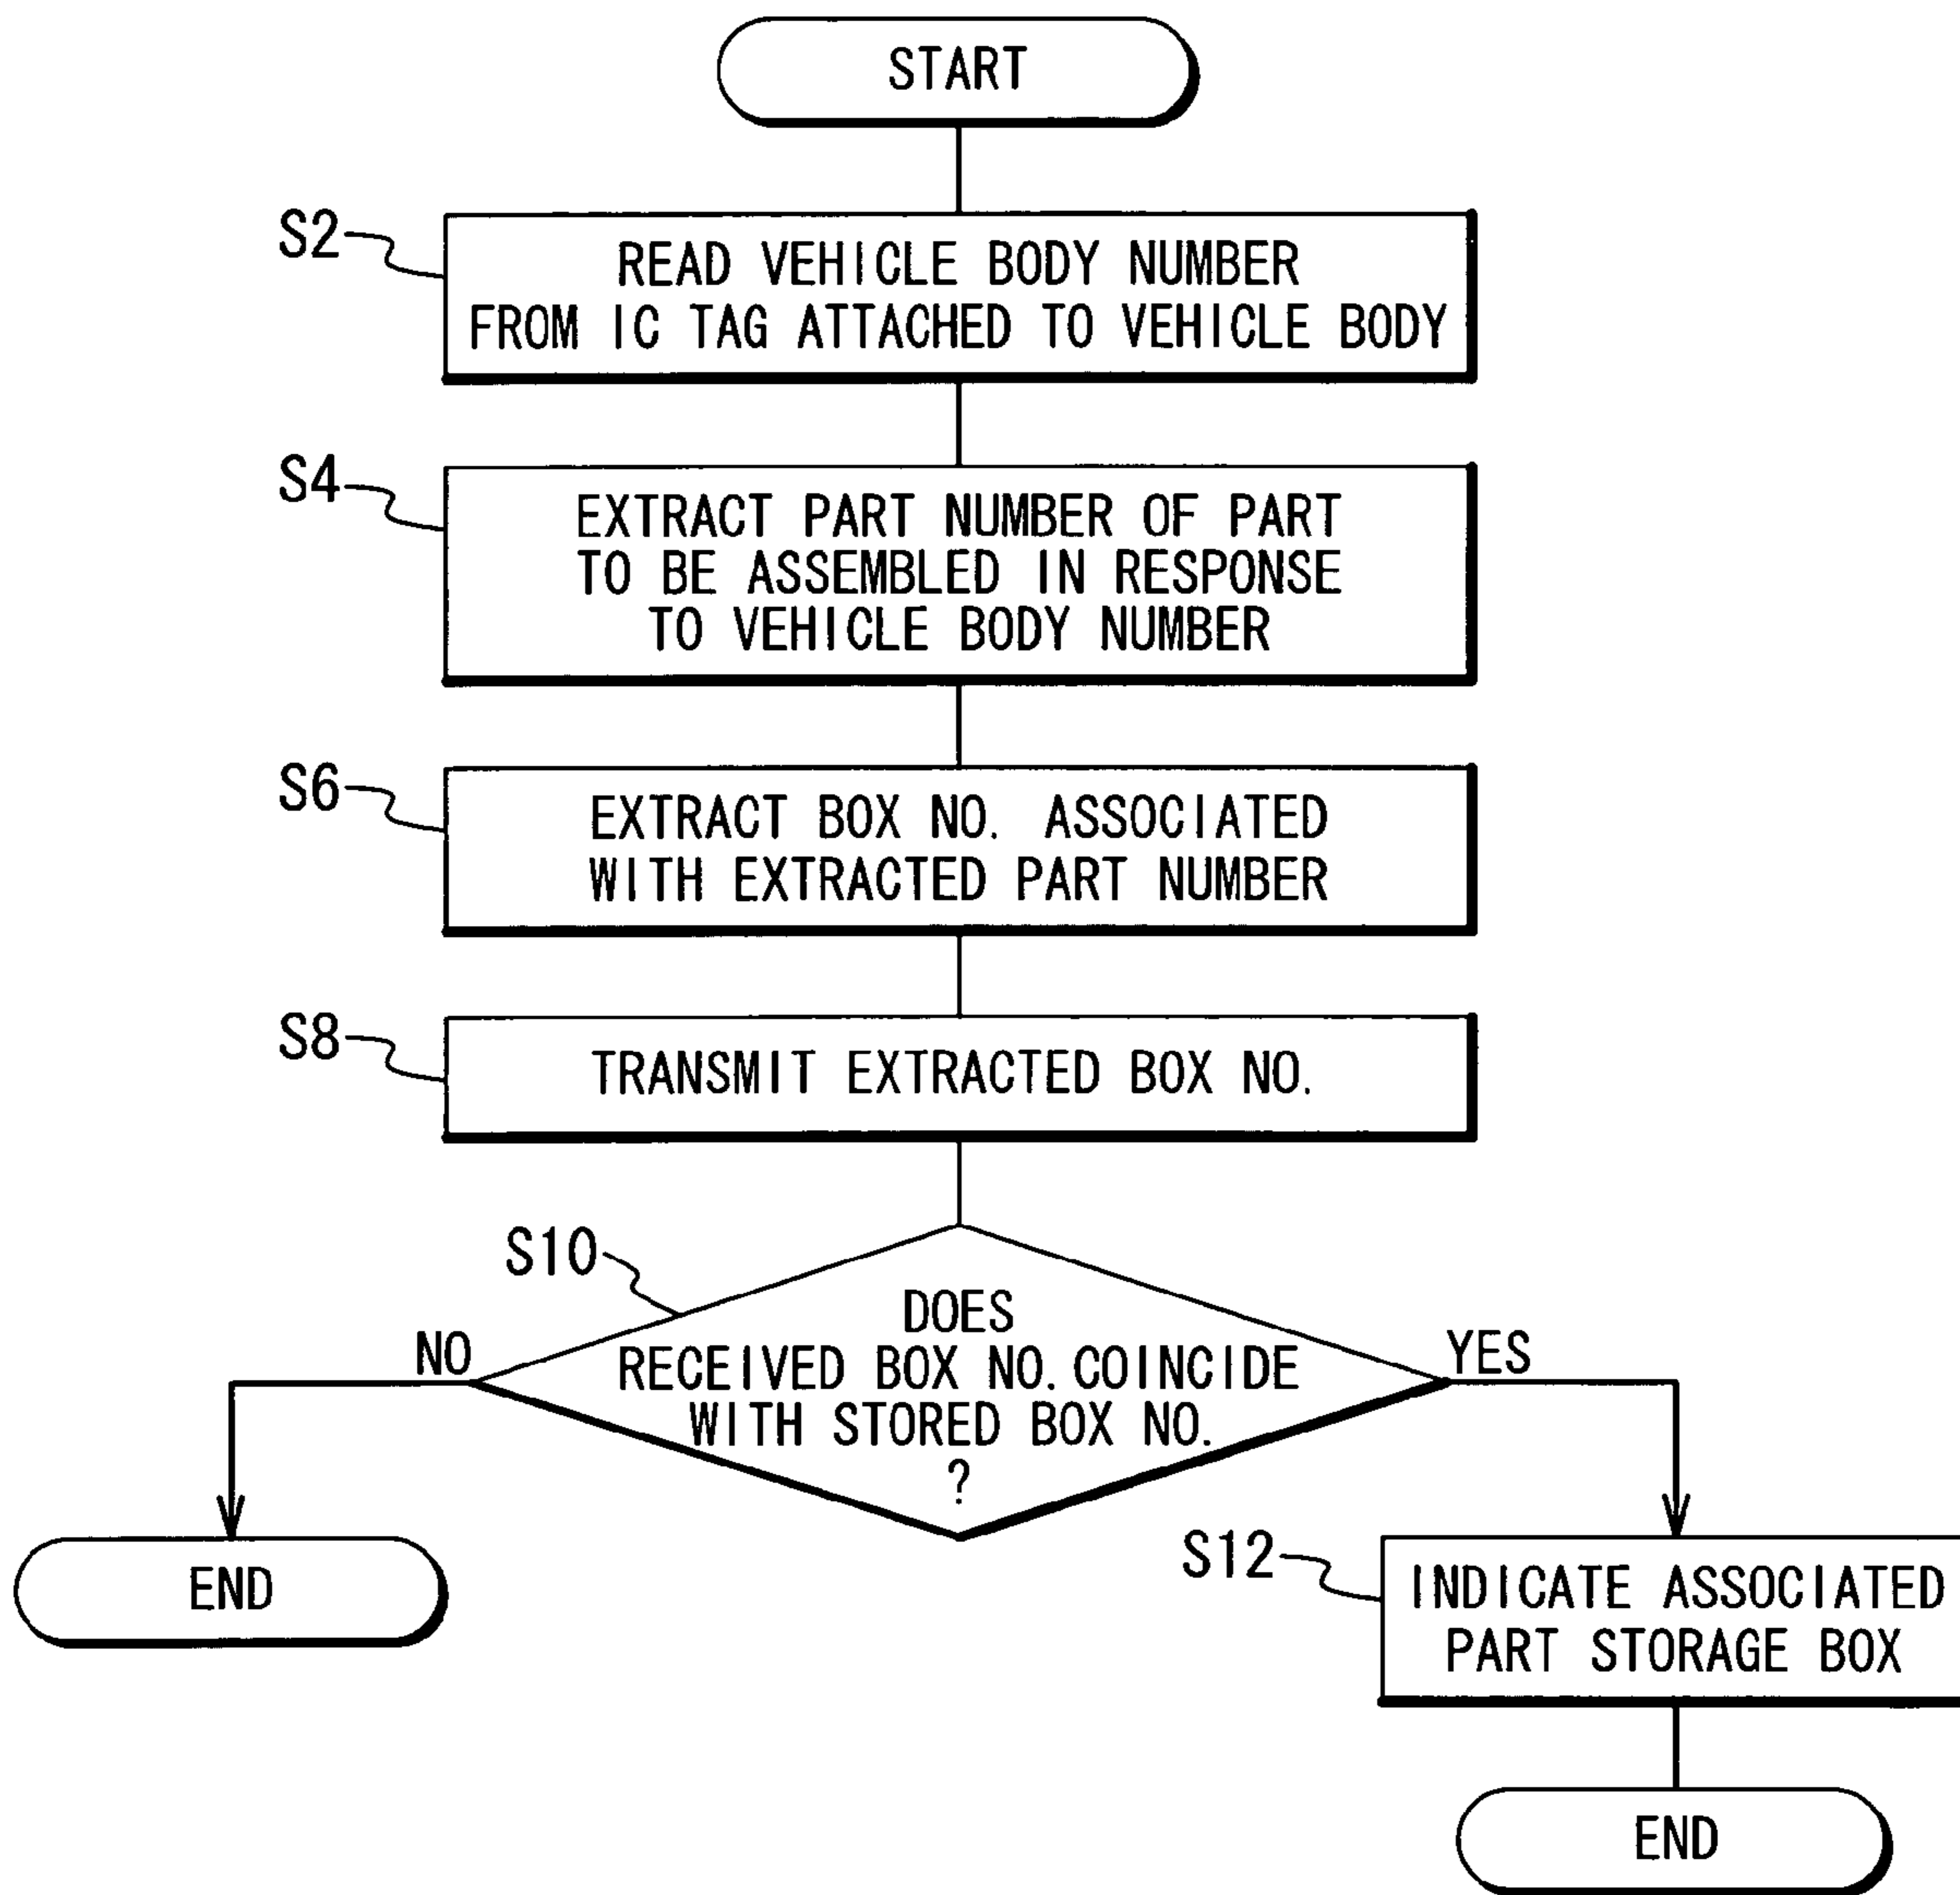 START
S2
READ VEHICLE BODY NUMBER
FROM IC TAG ATTACHED TO VEHICLE BODY
S4
EXTRACT PART NUMBER OF PART
TO BE ASSEMBLED IN RESPONSE
TO VEHICLE BODY NUMBER
S6
EXTRACT BOX NO. ASSOCIATED
WITH EXTRACTED PART NUMBER
S8
TRANSMIT EXTRACTED BOX NO.
S10
DOES
RECEIVED BOX NO. COINCIDE
WITH STORED BOX NO.
?
NO
YES
END
S12
INDICATE ASSOCIATED
PART STORAGE BOX
END